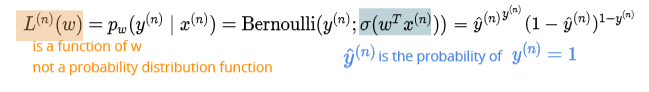 L^{(n)}(w) = p_w(y^{(n)} | x^{(n)}) = Bernoulli(y^{(n)}; σ(w^T x^{(n)})) = ŷ^{(n)y^{(n)}} (1 − ŷ^{(n)})^{1−y^{(n)}}
is a function of w
not a probability distribution function
ŷ^{(n)} is the probability of y^{(n)} = 1